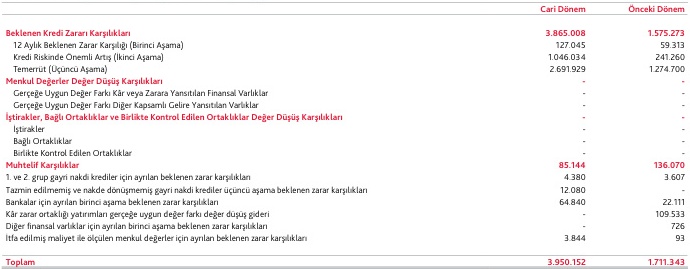 Cari Dönem Önceki Dönem
Beklenen Kredi Zararı Karşılıkları 3.865.008 1.575.273
12 Aylık Beklenen Zarar Karşılığı (Birinci Aşama) 127.045 59.313
Kredi Riskinde Önemli Artış (İkinci Aşama) 1.046.034 241.260
Temerrüt (Üçüncü Aşama) 2.691.929 1.274.700
Menkul Değerler Değer Düşüş Karşılıkları - -
Gerçeğe Uygun Değer Farkı Kâr veya Zarara Yansıtılan Finansal Varlıklar - -
Gerçeğe Uygun Değer Farkı Diğer Kapsamlı Gelire Yansıtılan Varlıklar - -
İştirakler, Bağlı Ortaklıklar ve Birlikte Kontrol Edilen Ortaklıklar Değer Düşüş Karşılıkları - -
İştirakler - -
Bağlı Ortaklıklar - -
Birlikte Kontrol Edilen Ortaklıklar - -
Muhtelif Karşılıklar 85.144 136.070
1. ve 2. grup gayri nakdi krediler için ayrılan beklenen zarar karşılıkları 4.380 3.607
Tazmin edilmemiş ve nakde dönüşmemiş gayri nakdi krediler üçüncü aşama beklenen zarar karşılıkları 12.080 -
Bankalar için ayrılan birinci aşama beklenen zarar karşılıkları 64.840 22.111
Kâr zarar ortaklığı yatırımları gerçeğe uygun değer farkı değer düşüş gideri - 109.533
Diğer finansal varlıklar için ayrılan birinci aşama beklenen zarar karşılıkları - 726
İtfa edilmiş maliyet ile ölçülen menkul değerler için ayrılan beklenen zarar karşılıkları 3.844 93
Toplam 3.950.152 1.711.343